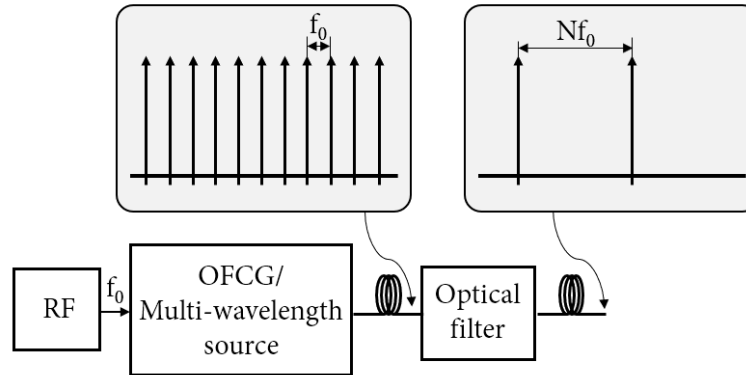 f₀
Nf₀
RF
f₀
OFCG/
Multi-wavelength
source
Optical
filter